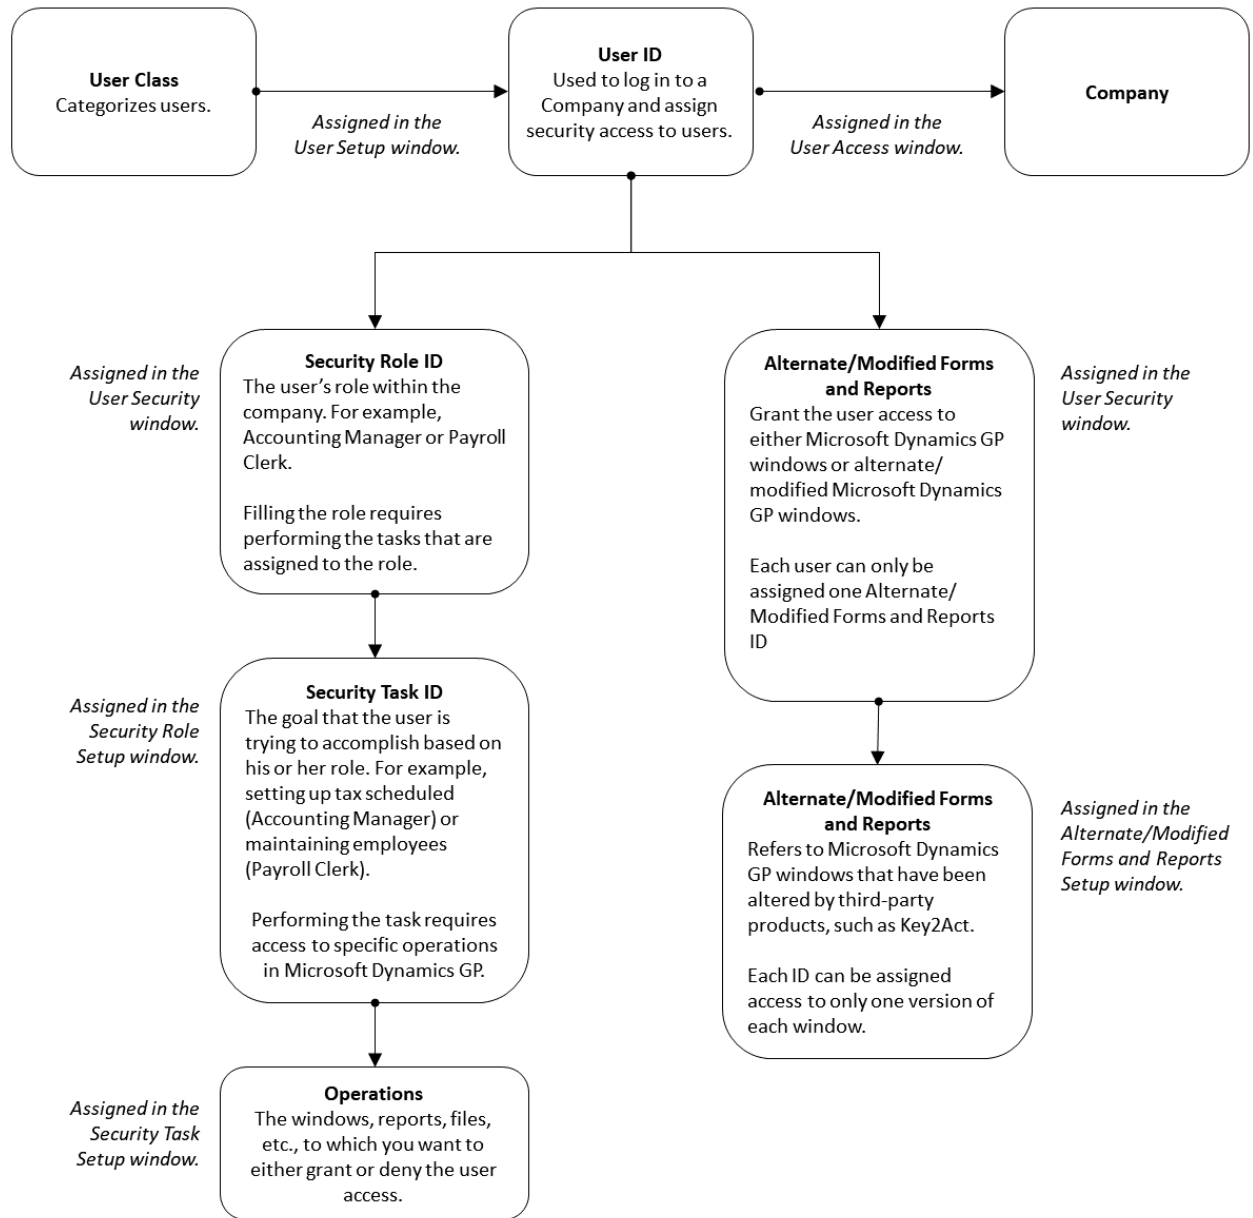 User Class
Categorizes users.
Assigned in the
User Setup window.
User ID
Used to log in to a
Company and assign
security access to users.
Assigned in the
User Access window.
Company
Assigned in the
User Security
window.
Security Role ID
The user’s role within the
company. For example,
Accounting Manager or Payroll
Clerk.
Filling the role requires
performing the tasks that are
assigned to the role.
Alternate/Modified Forms
and Reports
Grant the user access to
either Microsoft Dynamics GP
windows or alternate/
modified Microsoft Dynamics
GP windows.
Each user can only be
assigned one Alternate/
Modified Forms and Reports
ID
Assigned in the
User Security
window.
Assigned in the
Security Role
Setup window.
Security Task ID
The goal that the user is
trying to accomplish based on
his or her role. For example,
setting up tax scheduled
(Accounting Manager) or
maintaining employees
(Payroll Clerk).
Performing the task requires
access to specific operations
in Microsoft Dynamics GP.
Alternate/Modified Forms
and Reports
Refers to Microsoft Dynamics
GP windows that have been
altered by third-party
products, such as Key2Act.
Each ID can be assigned
access to only one version of
each window.
Assigned in the
Alternate/Modified
Forms and Reports
Setup window.
Assigned in the
Security Task
Setup window.
Operations
The windows, reports, files,
etc., to which you want to
either grant or deny the user
access.